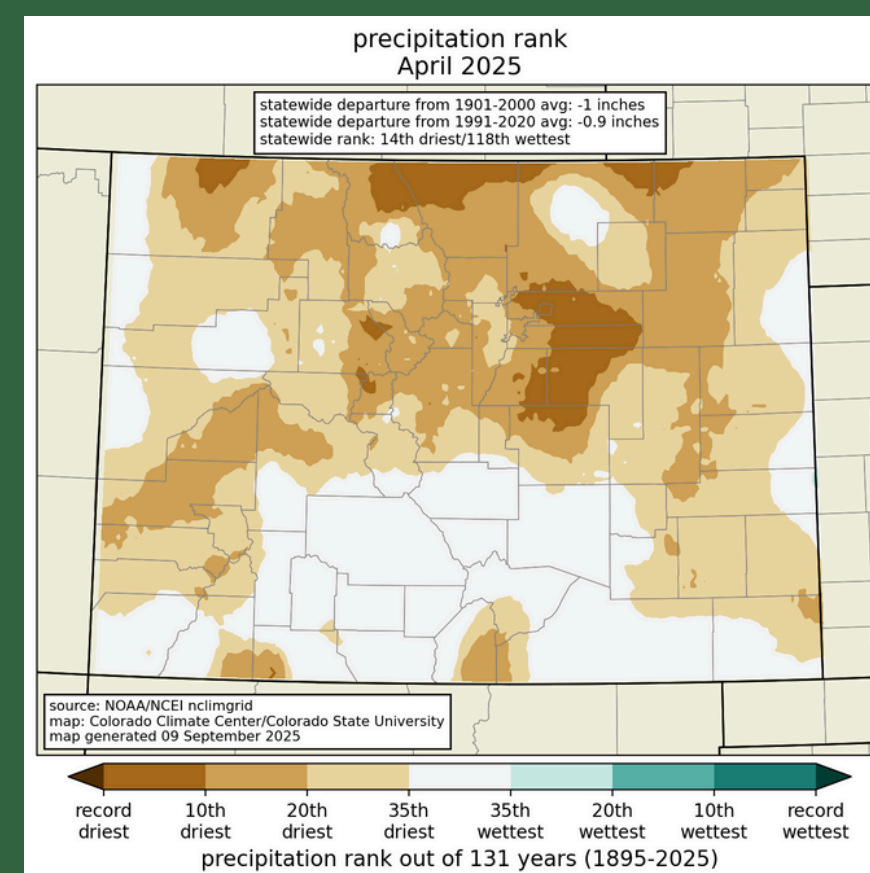 precipitation rank
April 2025
statewide departure from 1901-2000 avg: -1 inches
statewide departure from 1991-2020 avg: -0.9 inches
statewide rank: 14th driest/118th wettest
source: NOAA/NCEI nclimgrid
map: Colorado Climate Center/Colorado State University
map generated 09 September 2025
record driest
10th driest
20th driest
35th driest
35th wettest
20th wettest
10th wettest
record wettest
precipitation rank out of 131 years (1895-2025)